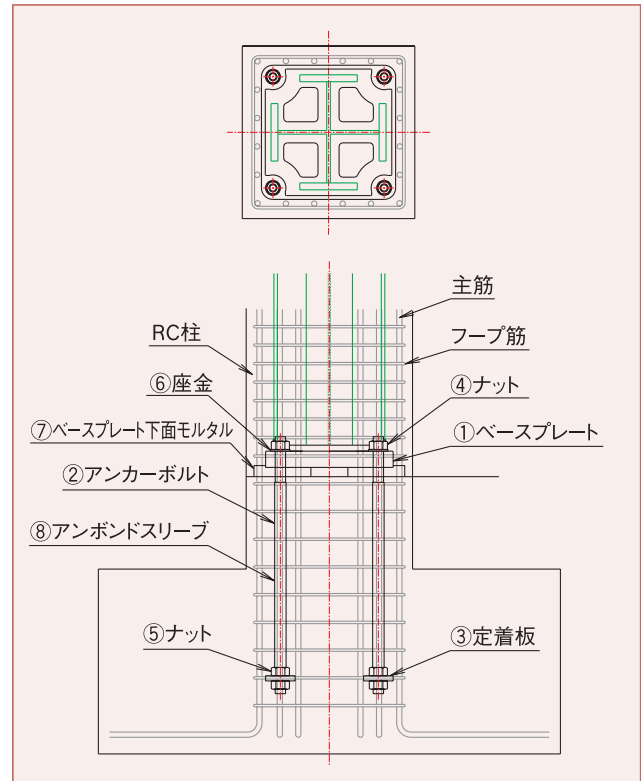 主筋
RC柱
フープ筋
⑥座金
④ナット
⑦ベースプレート下面モルタル
①ベースプレート
②アンカーボルト
⑧アンボンドスリーブ
⑤ナット
③定着板